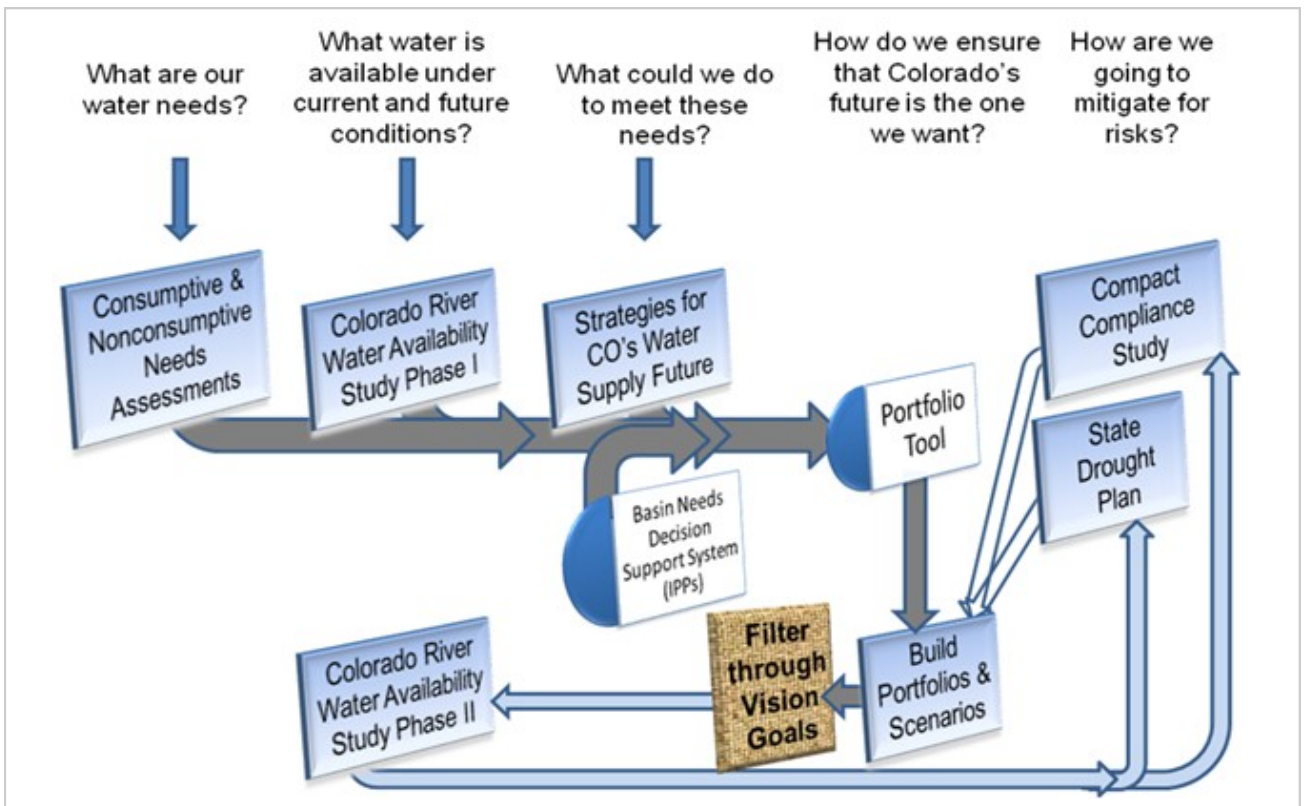 What are our
water needs?
What water is
available under
current and future
conditions?
What could we do
to meet these
needs?
How do we ensure
that Colorado's
future is the one
we want?
How are we
going to
mitigate for
risks?
Consumptive &
Nonconsumptive
Needs
Assessments
Colorado River
Water Availability
Study Phase I
Strategies for
CO's Water
Supply Future
Compact
Compliance
Study
Portfolio
Tool
State
Drought
Plan
Basin Needs
Decision
Support System
(IPPs)
Colorado River
Water Availability
Study Phase II
Filter
through
Vision
Goals
Build
Portfolios &
Scenarios